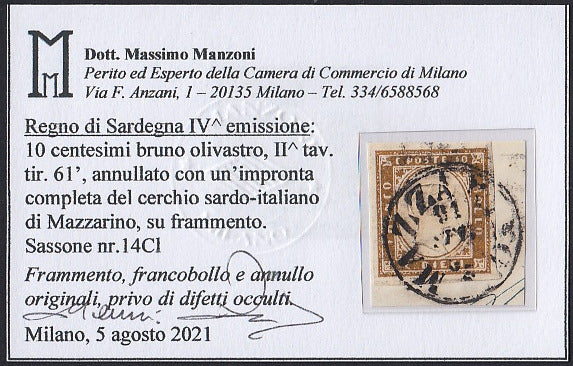 M
M
Dott. Massimo Manzoni
Perito ed Esperto della Camera di Commercio di Milano
Via F. Anzani, 1 – 20135 Milano – Tel. 334/6588568
Regno di Sardegna IV^ emissione:
10 centesimi bruno olivastro, II^ tav.
tir. 61', annullato con un'impronta
completa del cerchio sardo-italiano
di Mazzarino, su frammento.
Sassone nr.14Cl
Frammento, francobollo e annullo
originali, privo di difetti occulti.
Milano, 5 agosto 2021